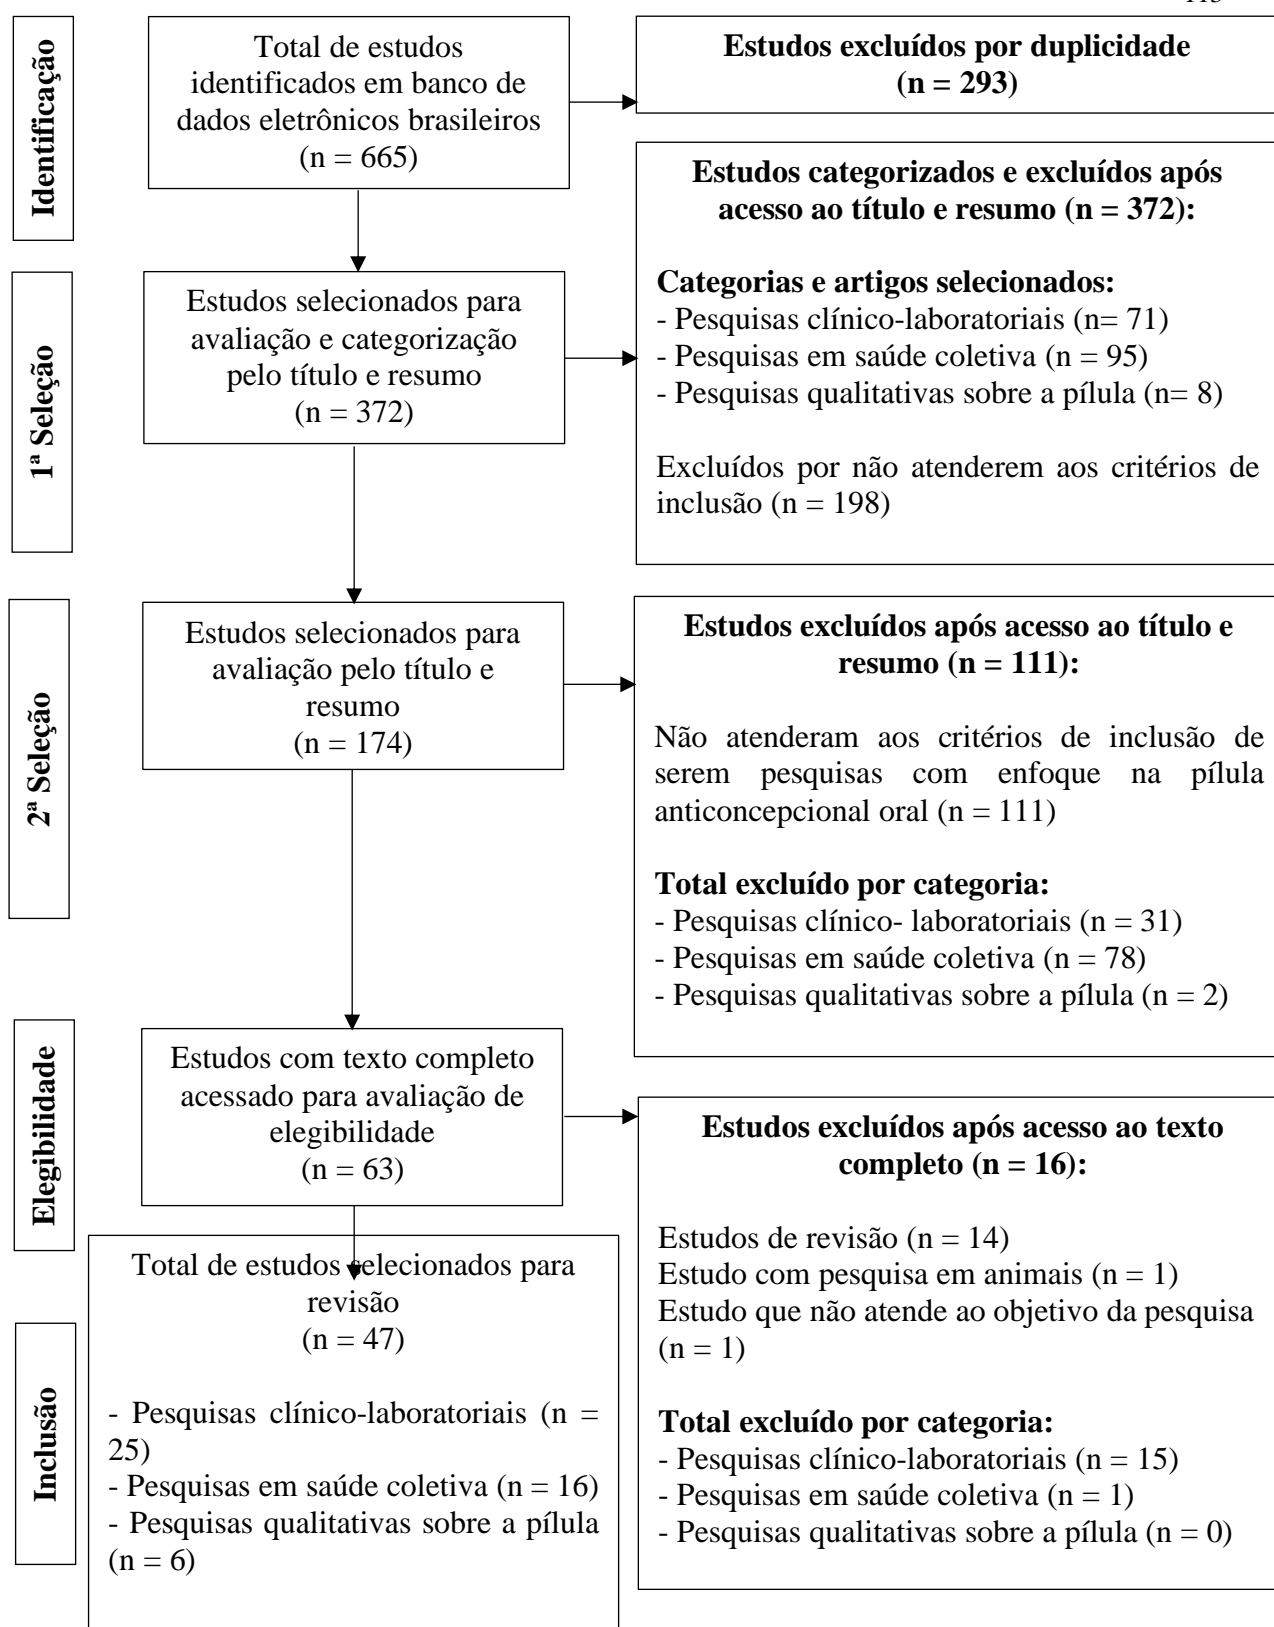 Identificação
Total de estudos
identificados em banco de
dados eletrônicos brasileiros
(n = 665)
Estudos excluídos por duplicidade
(n = 293)
Estudos categorizados e excluídos após
acesso ao título e resumo (n = 372):
Categorias e artigos selecionados:
- Pesquisas clínico-laboratoriais (n= 71)
- Pesquisas em saúde coletiva (n = 95)
- Pesquisas qualitativas sobre a pílula (n= 8)
Excluídos por não atenderem aos critérios de
inclusão (n = 198)
1ª Seleção
Estudos selecionados para
avaliação e categorização
pelo título e resumo
(n = 372)
2ª Seleção
Estudos selecionados para
avaliação pelo título e
resumo
(n = 174)
Estudos excluídos após acesso ao título e
resumo (n = 111):
Não atenderam aos critérios de inclusão de
serem pesquisas com enfoque na pílula
anticoncepcional oral (n = 111)
Total excluído por categoria:
- Pesquisas clínico- laboratoriais (n = 31)
- Pesquisas em saúde coletiva (n = 78)
- Pesquisas qualitativas sobre a pílula (n = 2)
Elegibilidade
Estudos com texto completo
acessado para avaliação de
elegibilidade
(n = 63)
Estudos excluídos após acesso ao texto
completo (n = 16):
Estudos de revisão (n = 14)
Estudo com pesquisa em animais (n = 1)
Estudo que não atende ao objetivo da pesquisa
(n = 1)
Total excluído por categoria:
- Pesquisas clínico-laboratoriais (n = 15)
- Pesquisas em saúde coletiva (n = 1)
- Pesquisas qualitativas sobre a pílula (n = 0)
Inclusão
Total de estudos selecionados para
revisão
(n = 47)
- Pesquisas clínico-laboratoriais (n =
25)
- Pesquisas em saúde coletiva (n = 16)
- Pesquisas qualitativas sobre a pílula
(n = 6)